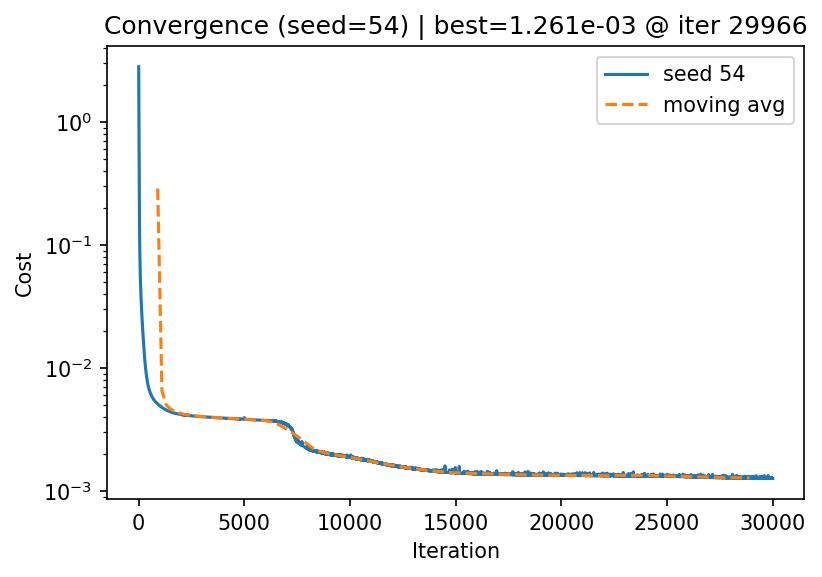 Convergence (seed=54) | best=1.261e-03 @ iter 29966
seed 54
moving avg
Cost
10⁰
10⁻¹
10⁻²
10⁻³
0 5000 10000 15000 20000 25000 30000
Iteration